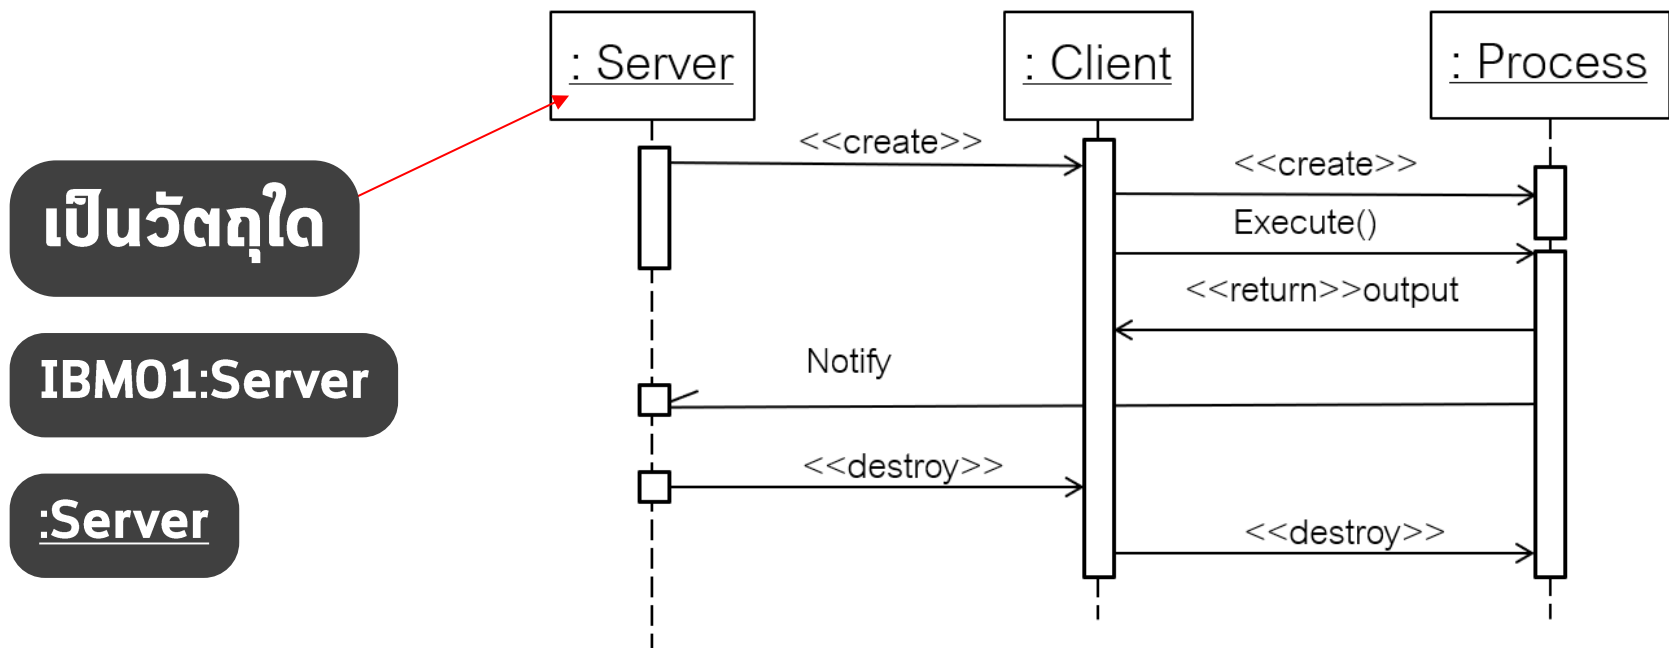 : Server
: Client
: Process
<<create>>
<<create>>
เป็นวัตถุใด
Execute()
<<return>>output
IBM01:Server
Notify
<<destroy>>
:Server
<<destroy>>